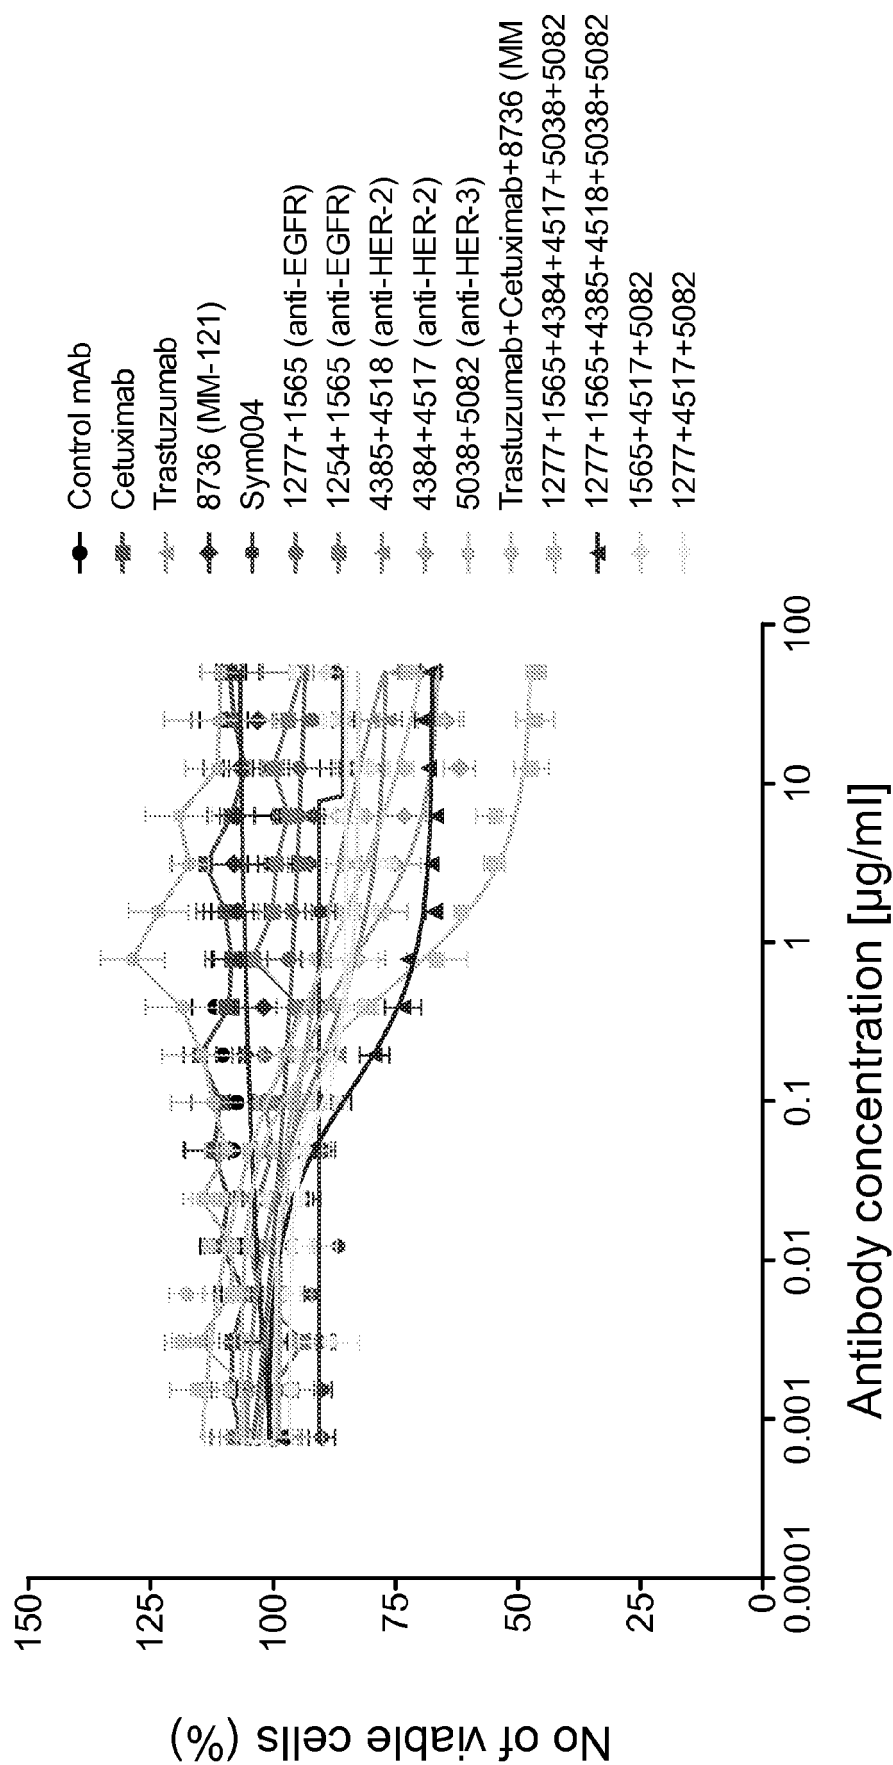 Control mAb
Cetuximab
Trastuzumab
8736 (MM-121)
Sym004
1277+1565 (anti-EGFR)
1254+1565 (anti-EGFR)
4385+4518 (anti-HER-2)
4384+4517 (anti-HER-2)
5038+5082 (anti-HER-3)
Trastuzumab+Cetuximab+8736 (MM
1277+1565+4384+4517+5038+5082
1277+1565+4385+4518+5038+5082
1565+4517+5082
1277+4517+5082
150
125
100
75
50
25
0
No of viable cells (%)
0.0001
0.001
0.01
0.1
1
10
100
Antibody concentration [µg/ml]